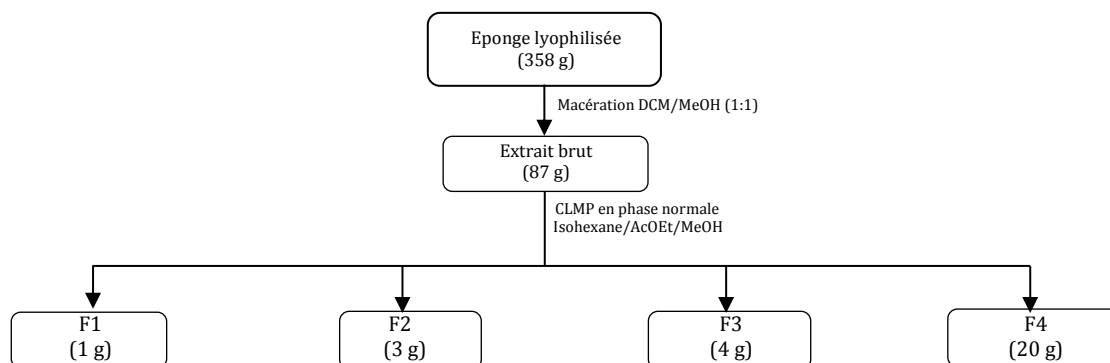 Eponge lyophilisée
(358 g)
Macération DCM/MeOH (1:1)
Extrait brut
(87 g)
CLMP en phase normale
Isohexane/AcOEt/MeOH
F1
(1 g)
F2
(3 g)
F3
(4 g)
F4
(20 g)